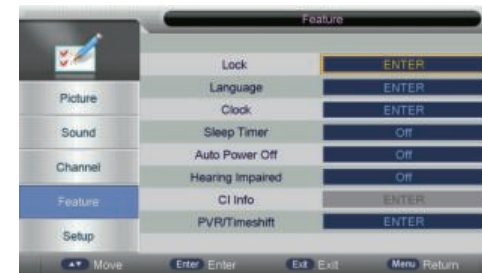 Feature
Lock ENTER
Picture
Language ENTER
Clock ENTER
Sound
Sleep Timer Off
Auto Power Off Off
Channel
Hearing Impaired Off
Feature
CI Info ENTER
PVR/Timeshift ENTER
Setup
▲▼ Move Enter Enter Exit Exit Menu Return